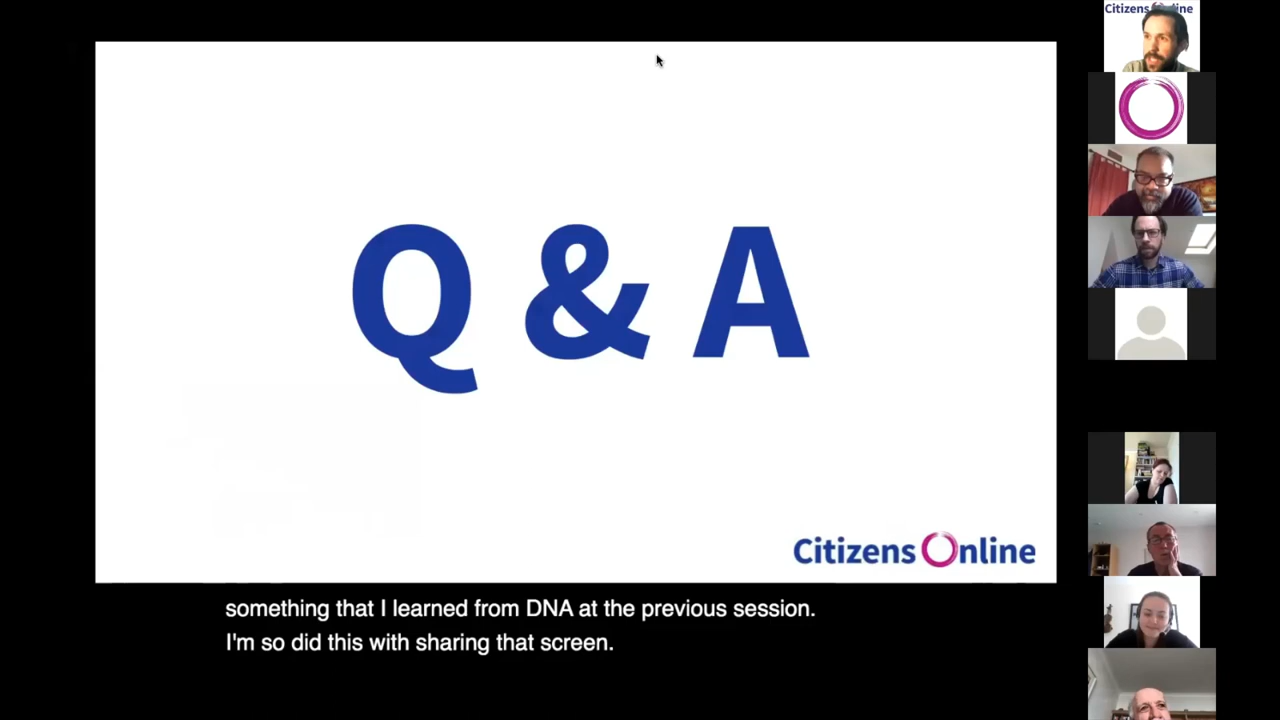 Citizens Online
Q & A
Citizens Online
something that I learned from DNA at the previous session.
I'm so did this with sharing that screen.